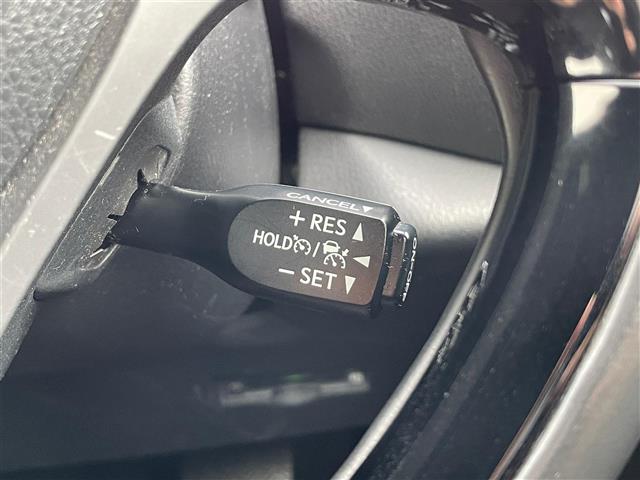 CANCEL▼
+ RES ▲
HOLD / ◀
− SET ▼
ON·OFF